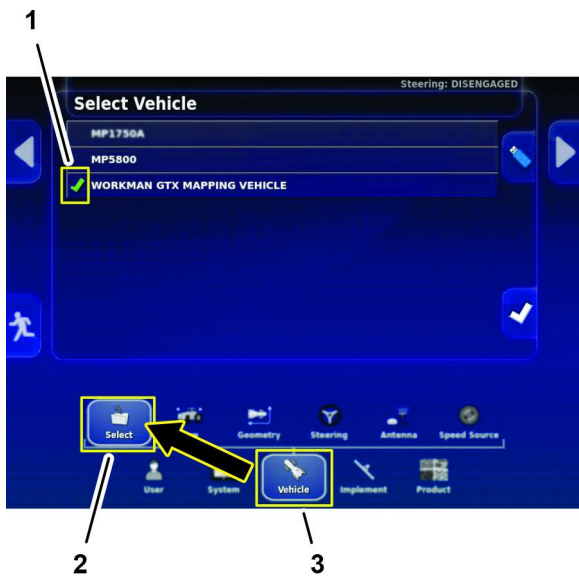 1
Steering: DISENGAGED
Select Vehicle
MP1750A
MP5800
WORKMAN GTX MAPPING VEHICLE
Select
Geometry
Steering
Antenna
Speed Source
User
System
Vehicle
Implement
Product
2
3